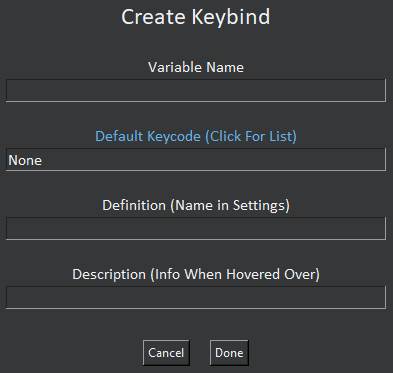 Create Keybind
Variable Name
Default Keycode (Click For List)
None
Definition (Name in Settings)
Description (Info When Hovered Over)
Cancel Done